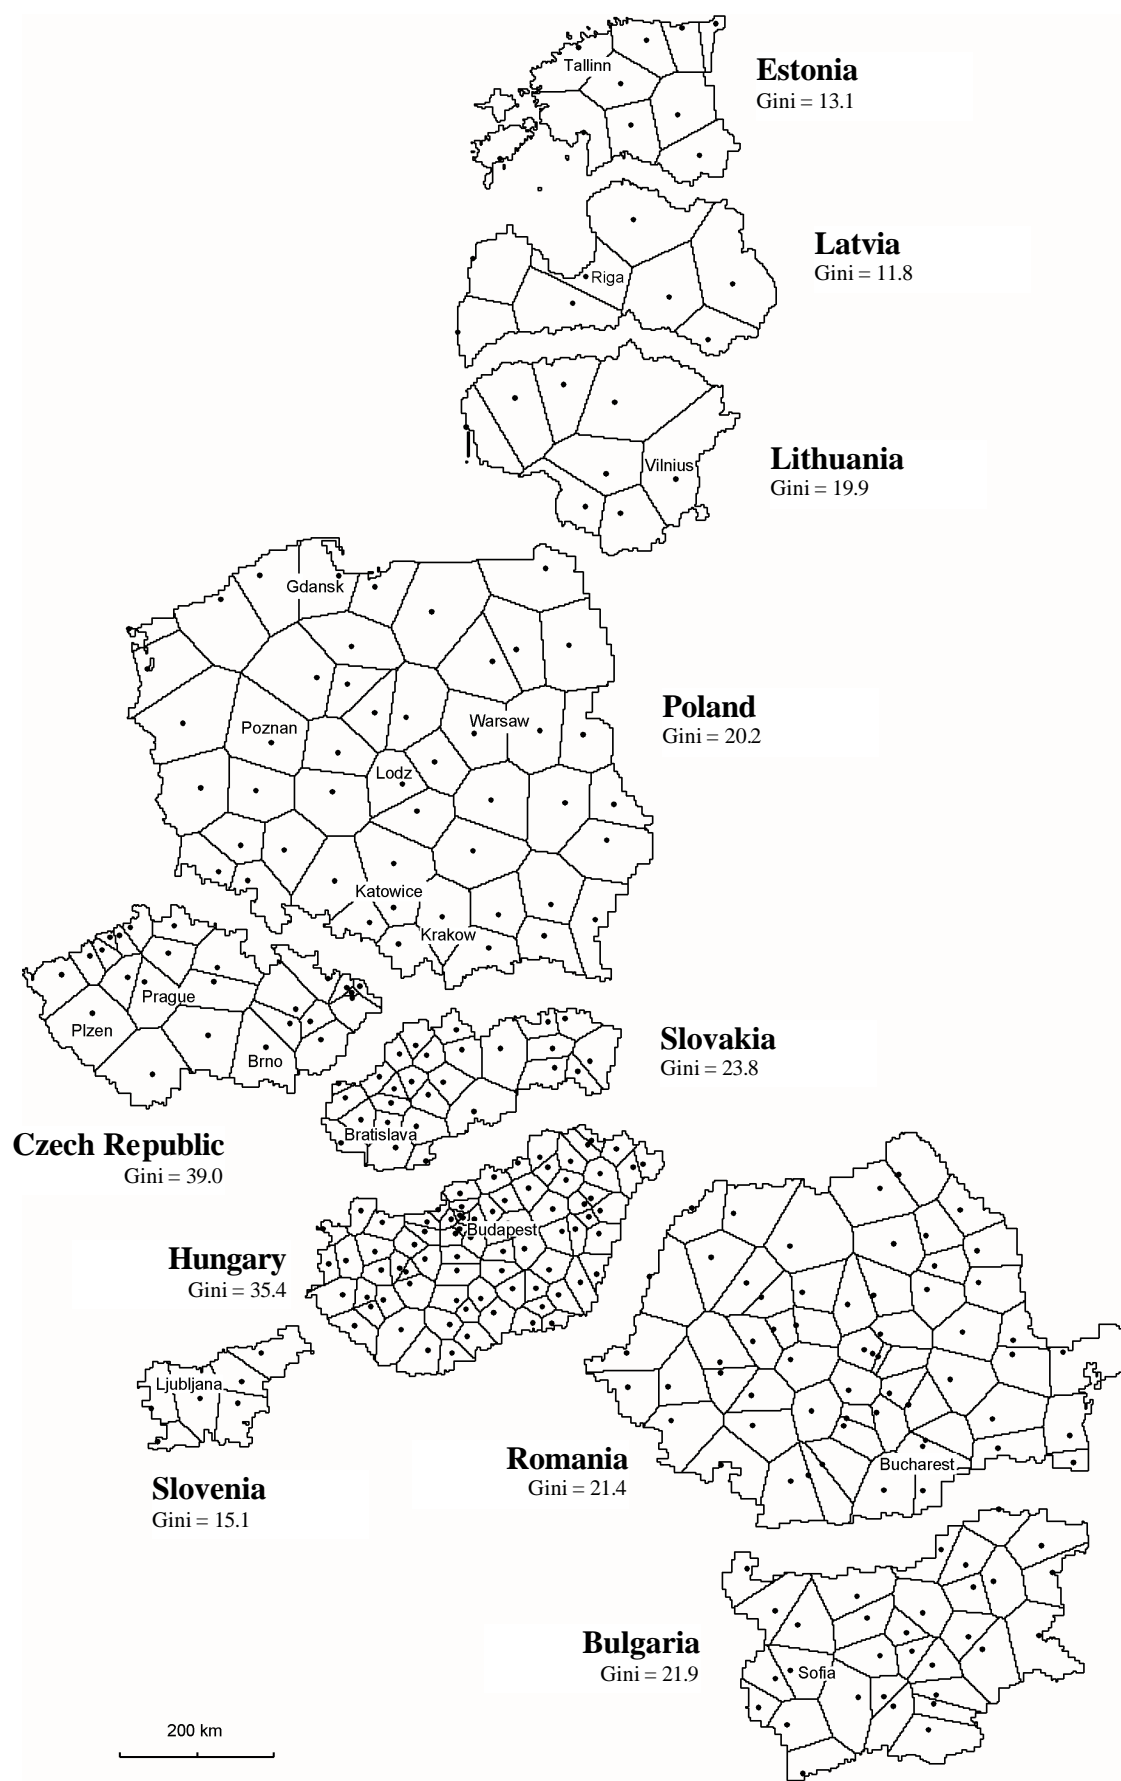 Tallinn
Estonia
Gini = 13.1
Latvia
Gini = 11.8
Riga
Lithuania
Gini = 19.9
Vilnius
Gdansk
Poland
Gini = 20.2
Poznan
Warsaw
Lodz
Katowice
Krakow
Prague
Plzen
Brno
Slovakia
Gini = 23.8
Bratislava
Czech Republic
Gini = 39.0
Budapest
Hungary
Gini = 35.4
Ljubljana
Slovenia
Gini = 15.1
Romania
Gini = 21.4
Bucharest
Bulgaria
Gini = 21.9
Sofia
200 km